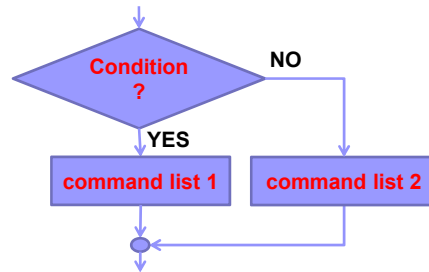 Condition
?
NO
YES
command list 1
command list 2